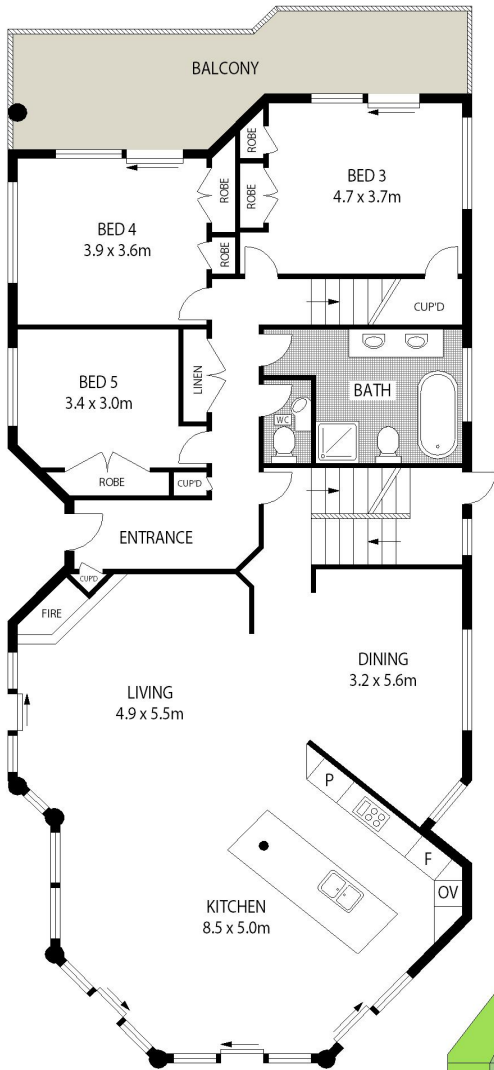 BALCONY
ROBE
BED 3
4.7 x 3.7m
ROBE
ROBE
BED 4
3.9 x 3.6m
ROBE
CUP'D
BED 5
3.4 x 3.0m
LINEN
BATH
WC
ROBE
CUP'D
ENTRANCE
CUP'D
FIRE
LIVING
4.9 x 5.5m
DINING
3.2 x 5.6m
P
F
OV
KITCHEN
8.5 x 5.0m